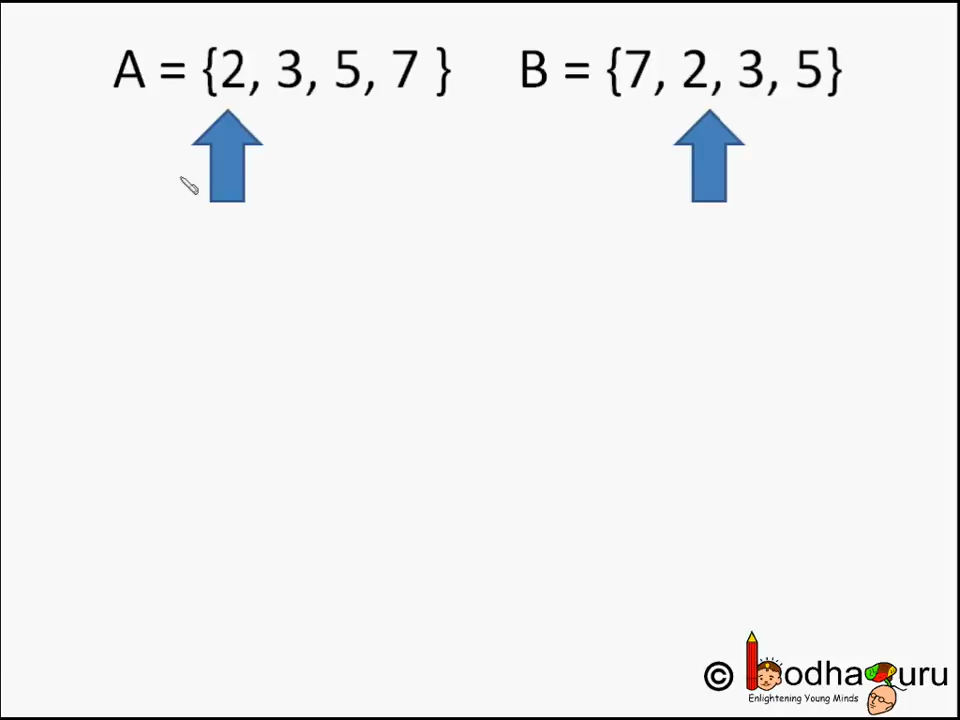 A = {2, 3, 5, 7 } B = {7, 2, 3, 5}
© bodhaguru
Enlightening Young Minds